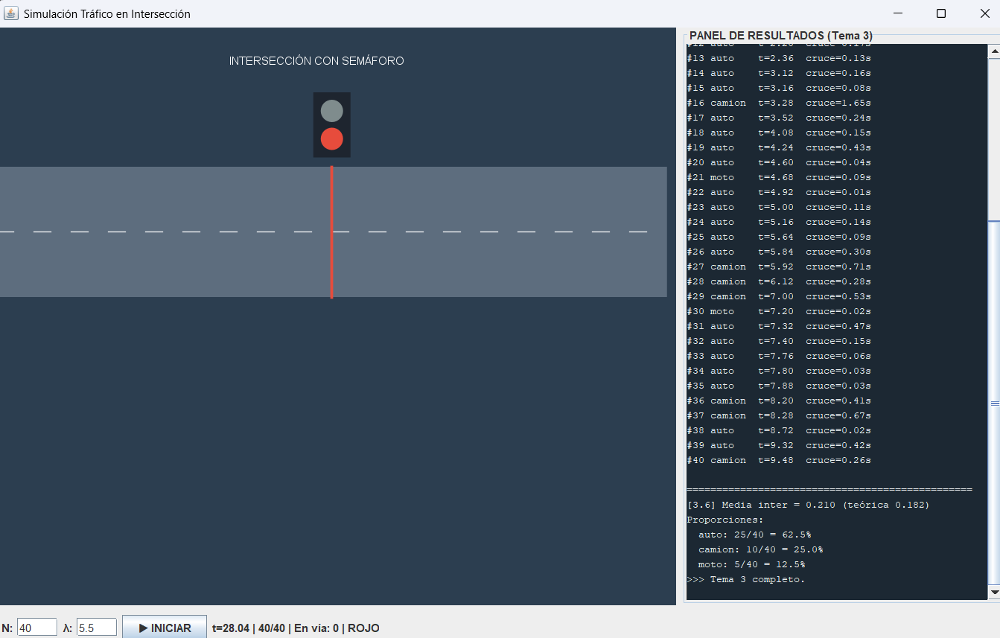 Simulación Tráfico en Intersección
INTERSECCIÓN CON SEMÁFORO
PANEL DE RESULTADOS (Tema 3)
#12 auto t=2.20 cruce=0.17s
#13 auto t=2.36 cruce=0.13s
#14 auto t=3.12 cruce=0.16s
#15 auto t=3.16 cruce=0.08s
#16 camion t=3.28 cruce=1.65s
#17 auto t=3.52 cruce=0.24s
#18 auto t=4.08 cruce=0.15s
#19 auto t=4.24 cruce=0.43s
#20 auto t=4.60 cruce=0.04s
#21 moto t=4.68 cruce=0.09s
#22 auto t=4.92 cruce=0.01s
#23 auto t=5.00 cruce=0.11s
#24 auto t=5.16 cruce=0.14s
#25 auto t=5.64 cruce=0.09s
#26 auto t=5.84 cruce=0.30s
#27 camion t=5.92 cruce=0.71s
#28 camion t=6.12 cruce=0.28s
#29 camion t=7.00 cruce=0.53s
#30 moto t=7.20 cruce=0.02s
#31 auto t=7.32 cruce=0.47s
#32 auto t=7.40 cruce=0.15s
#33 auto t=7.76 cruce=0.06s
#34 auto t=7.80 cruce=0.03s
#35 auto t=7.88 cruce=0.03s
#36 camion t=8.20 cruce=0.41s
#37 camion t=8.28 cruce=0.67s
#38 auto t=8.72 cruce=0.02s
#39 auto t=9.32 cruce=0.42s
#40 camion t=9.48 cruce=0.26s
================================================
[3.6] Media inter = 0.210 (teórica 0.182)
Proporciones:
auto: 25/40 = 62.5%
camion: 10/40 = 25.0%
moto: 5/40 = 12.5%
>>> Tema 3 completo.
N: 40 λ: 5.5 ▶ INICIAR t=28.04 | 40/40 | En vía: 0 | ROJO